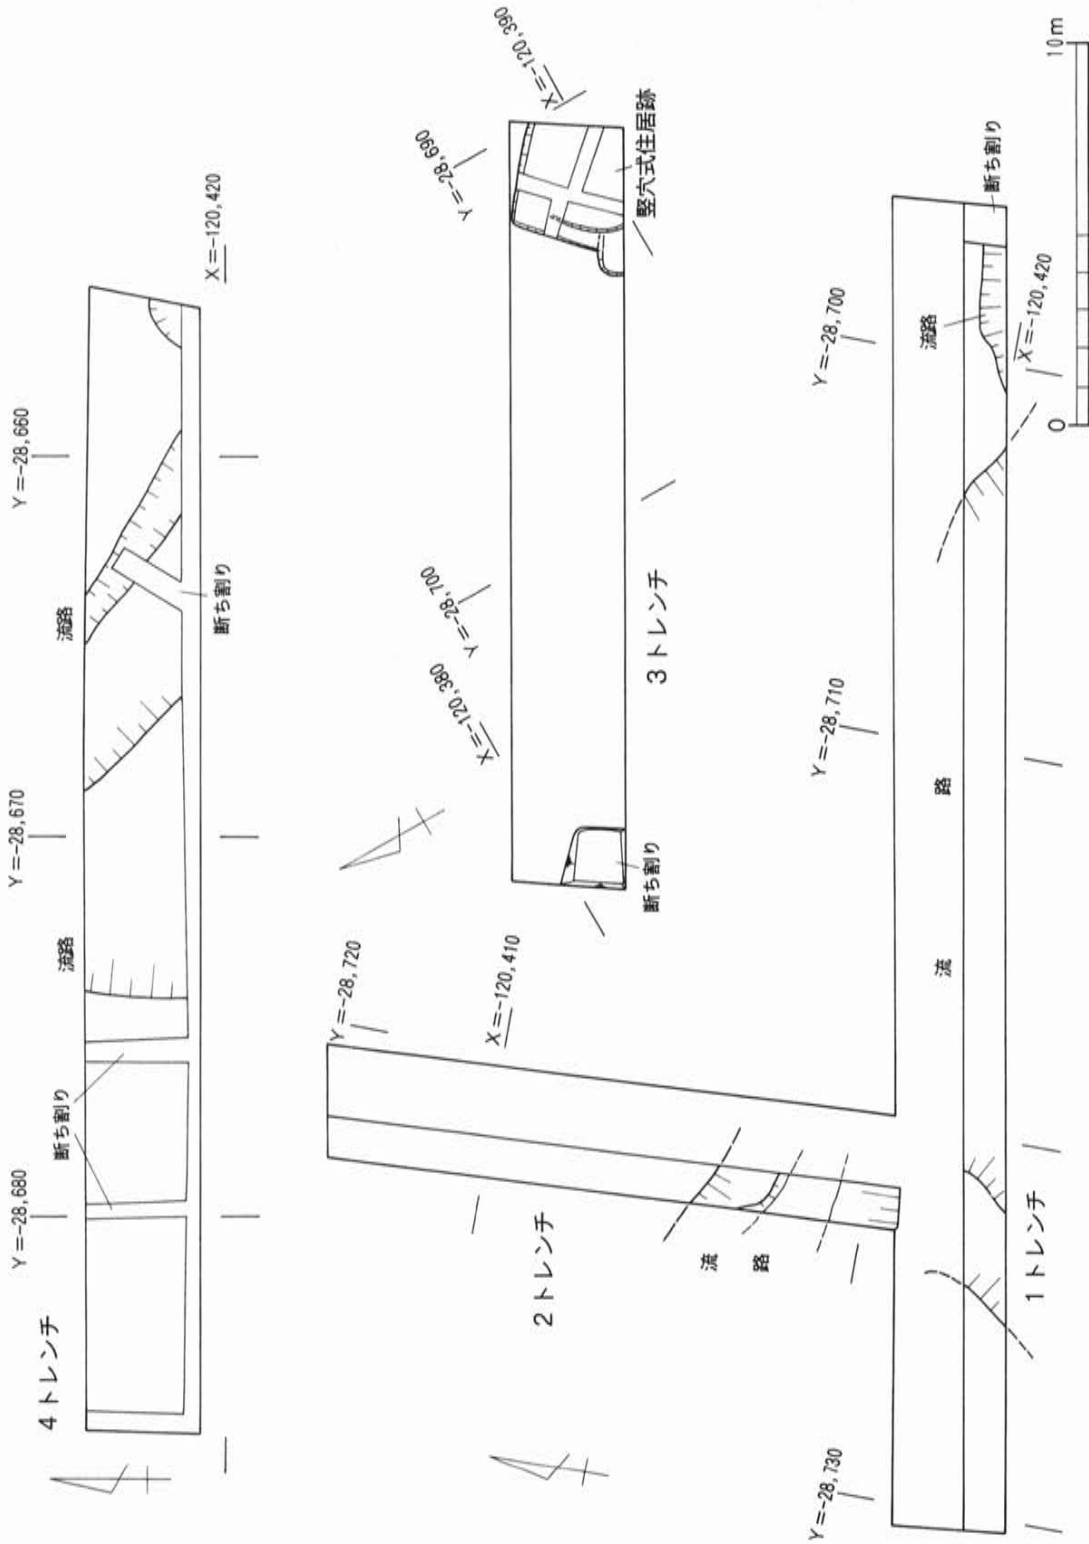 4トレンチ
Y=-28,680
Y=-28,670
Y=-28,660
X=-120,420
断ち割り
流路
流路
断ち割り
2トレンチ
Y=-28,720
X=-120,410
流路
3トレンチ
X=-120,380
Y=-28,700
Y=-28,690
X=-120,390
断ち割り
竪穴式住居跡
1トレンチ
Y=-28,730
Y=-28,710
Y=-28,700
流路
流路
断ち割り
X=-120,420
0
10m